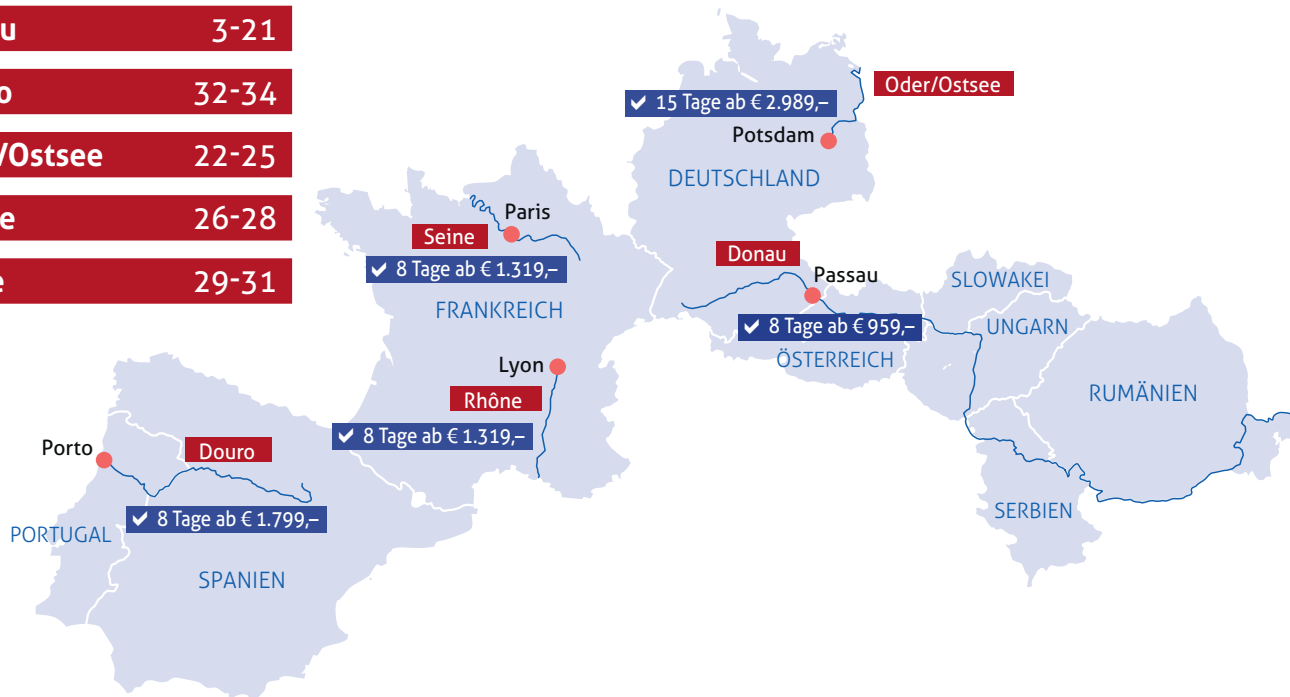 u 3-21
o 32-34
/Ostsee 22-25
e 26-28
e 29-31
Oder/Ostsee
✔ 15 Tage ab € 2.989,–
Potsdam
DEUTSCHLAND
Paris
Seine
✔ 8 Tage ab € 1.319,–
FRANKREICH
Donau
Passau
✔ 8 Tage ab € 959,–
ÖSTERREICH
SLOWAKEI
UNGARN
RUMÄNIEN
SERBIEN
Lyon
Rhône
✔ 8 Tage ab € 1.319,–
Porto
Douro
✔ 8 Tage ab € 1.799,–
PORTUGAL
SPANIEN